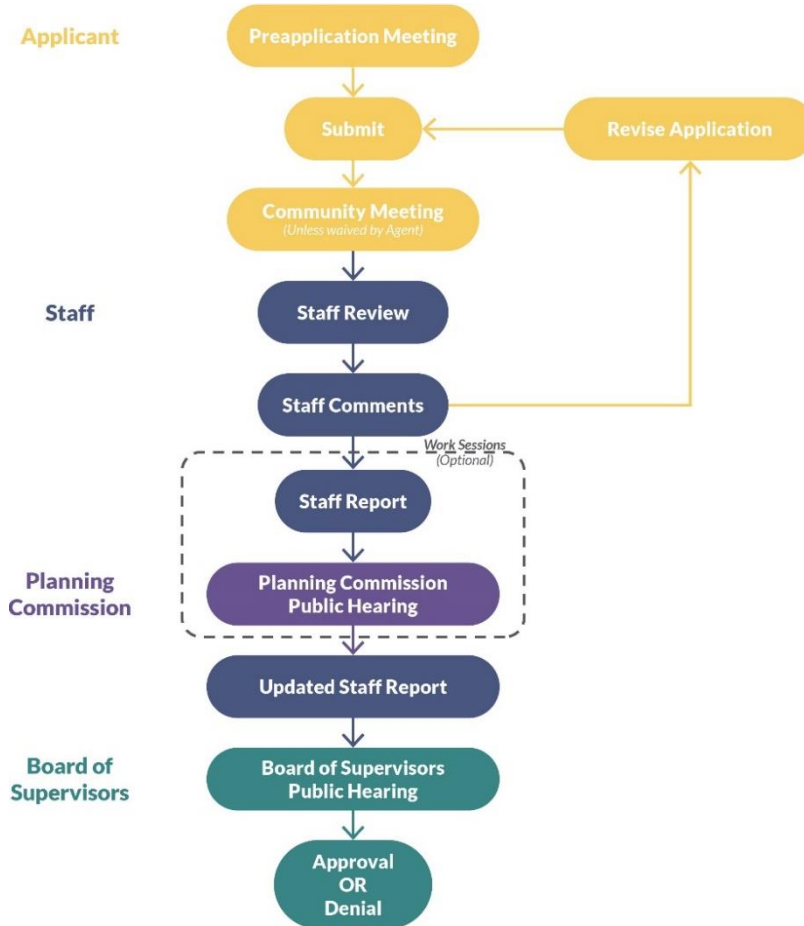 Applicant
Preapplication Meeting
Submit
Revise Application
Community Meeting
(Unless waived by Agent)
Staff
Staff Review
Staff Comments
Work Sessions
(Optional)
Staff Report
Planning
Commission
Planning Commission
Public Hearing
Updated Staff Report
Board of
Supervisors
Board of Supervisors
Public Hearing
Approval
OR
Denial